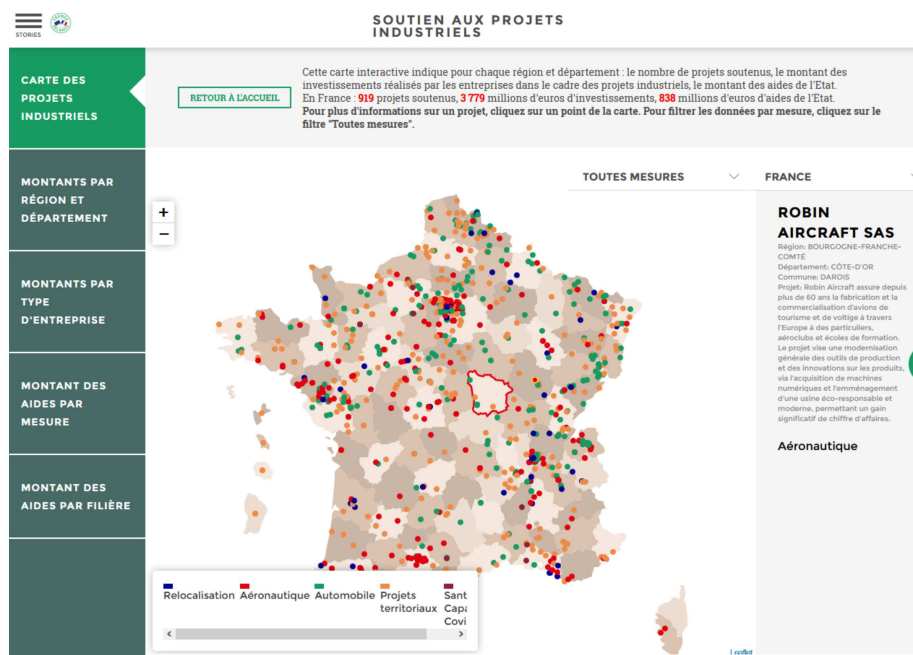 STORIES
SOUTIEN AUX PROJETS
INDUSTRIELS
CARTE DES
PROJETS
INDUSTRIELS
MONTANTS PAR
RÉGION ET
DÉPARTEMENT
MONTANTS PAR
TYPE
D'ENTREPRISE
MONTANT DES
AIDES PAR
MESURE
MONTANT DES
AIDES PAR FILIÈRE
RETOUR À L'ACCUEIL
Cette carte interactive indique pour chaque région et département : le nombre de projets soutenus, le montant des
investissements réalisés par les entreprises dans le cadre des projets industriels, le montant des aides de l'Etat.
En France : 919 projets soutenus, 3 779 millions d'euros d'investissements, 838 millions d'euros d'aides de l'Etat.
Pour plus d'informations sur un projet, cliquez sur un point de la carte. Pour filtrer les données par mesure, cliquez sur le
filtre "Toutes mesures".
TOUTES MESURES
FRANCE
+
−
ROBIN
AIRCRAFT SAS
Région: BOURGOGNE-FRANCHE-
COMTÉ
Département: CÔTE-D'OR
Commune: DAROIS
Projet: Robin Aircraft assure depuis
plus de 60 ans la fabrication et la
commercialisation d'avions de
tourisme et de voltige à travers
l'Europe à des particuliers,
aéroclubs et écoles de formation.
Le projet vise une modernisation
générale des outils de production
et des innovations sur les produits,
via l'acquisition de machines
numériques et l'emménagement
d'une usine éco-responsable et
moderne, permettant un gain
significatif de chiffre d'affaires.
Aéronautique
Relocalisation Aéronautique Automobile Projets Sant
territoriaux Capa
Covi
Leaflet